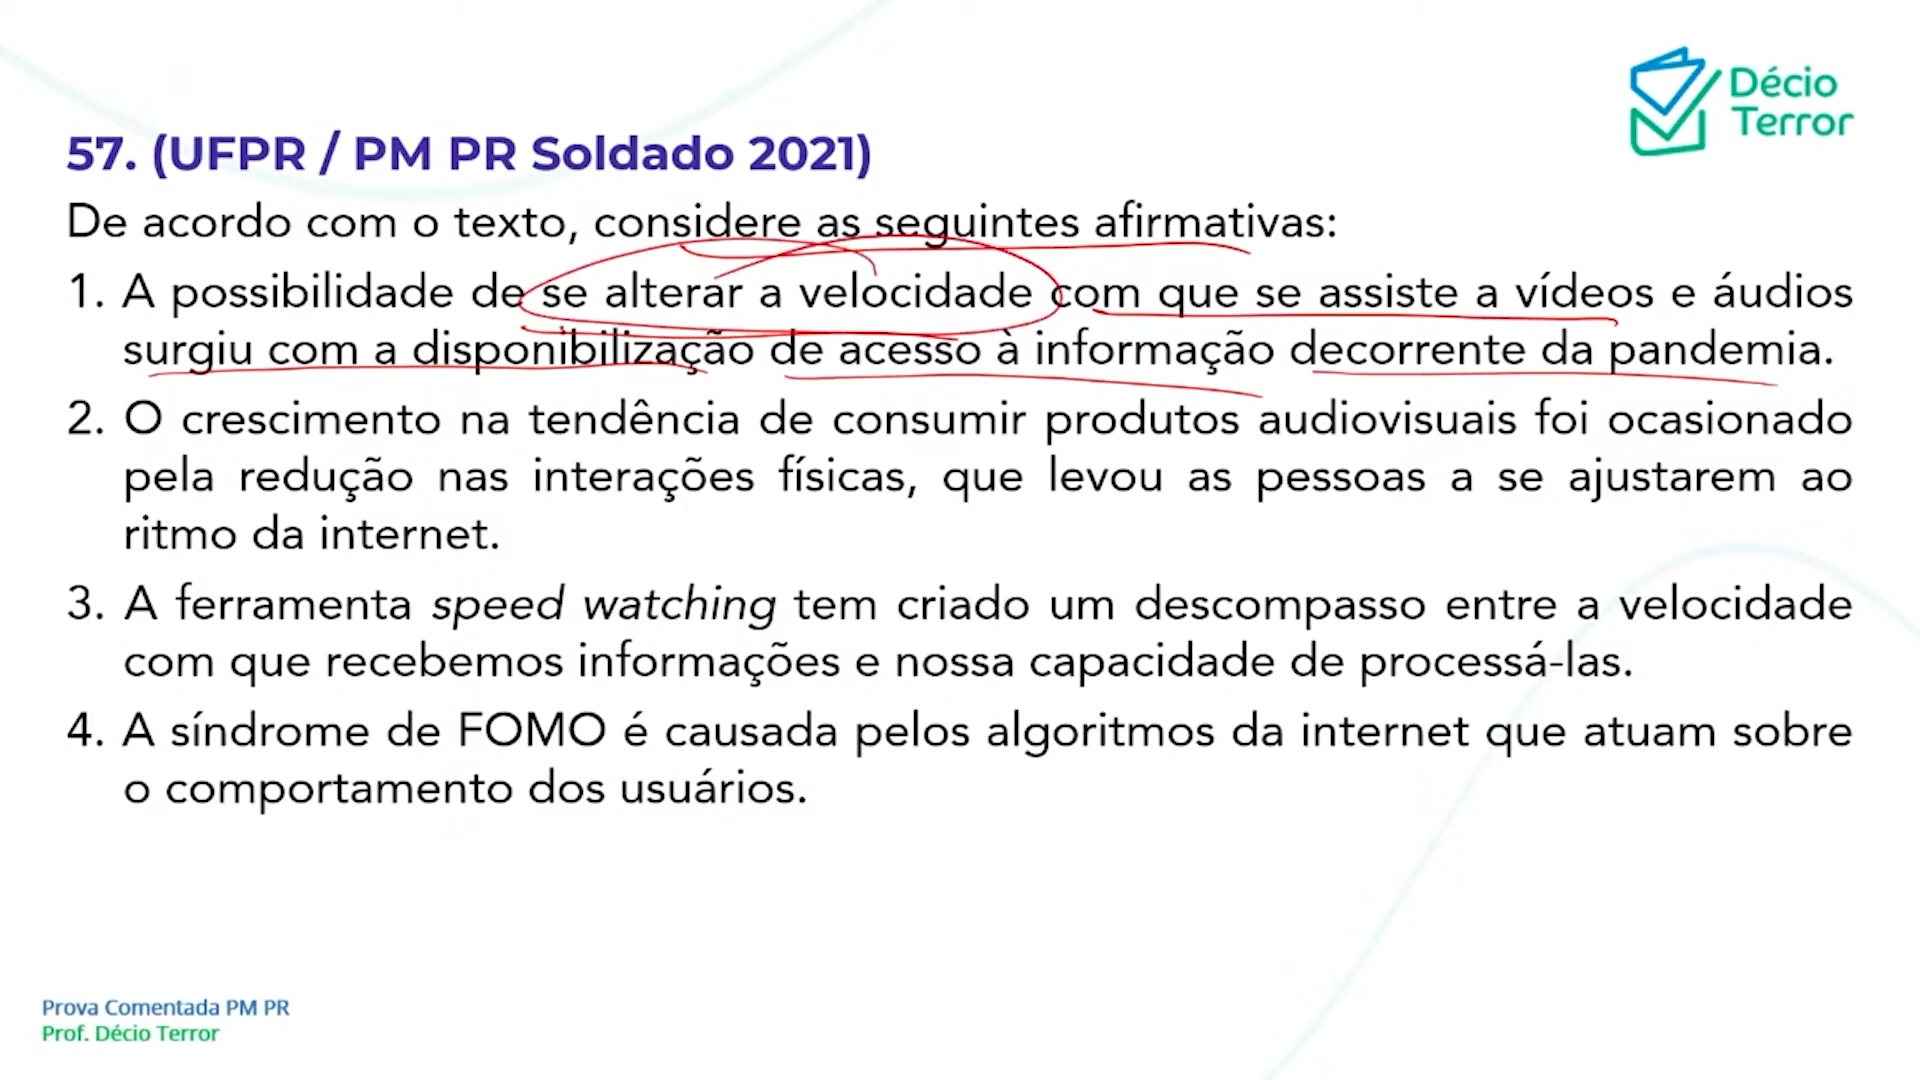 Décio
Terror
57. (UFPR / PM PR Soldado 2021)
De acordo com o texto, considere as seguintes afirmativas:
1. A possibilidade de se alterar a velocidade com que se assiste a vídeos e áudios
surgiu com a disponibilização de acesso à informação decorrente da pandemia.
2. O crescimento na tendência de consumir produtos audiovisuais foi ocasionado
pela redução nas interações físicas, que levou as pessoas a se ajustarem ao
ritmo da internet.
3. A ferramenta speed watching tem criado um descompasso entre a velocidade
com que recebemos informações e nossa capacidade de processá-las.
4. A síndrome de FOMO é causada pelos algoritmos da internet que atuam sobre
o comportamento dos usuários.
Prova Comentada PM PR
Prof. Décio Terror